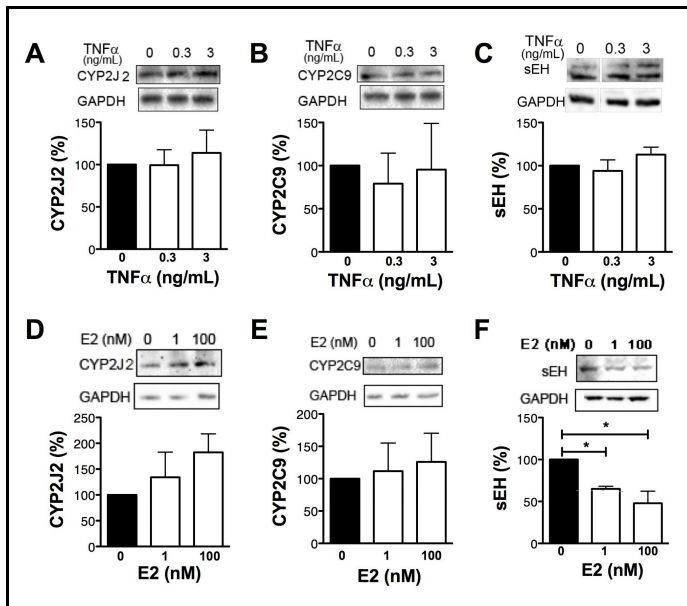 A
TNFα (ng/mL) 0 0.3 3
CYP2J2
GAPDH
CYP2J2 (%)
150
100
50
0
0 0.3 3
TNFα (ng/mL)
B
TNFα (ng/mL) 0 0.3 3
CYP2C9
GAPDH
CYP2C9 (%)
150
100
50
0
0 0.3 3
TNFα (ng/mL)
C
TNFα (ng/mL) 0 0.3 3
sEH
GAPDH
sEH (%)
150
100
50
0
0 0.3 3
TNFα (ng/mL)
D
E2 (nM) 0 1 100
CYP2J2
GAPDH
CYP2J2 (%)
250
200
150
100
50
0
0 1 100
E2 (nM)
E
E2 (nM) 0 1 100
CYP2C9
GAPDH
CYP2C9 (%)
200
150
100
50
0
0 1 100
E2 (nM)
F
E2 (nM) 0 1 100
sEH
GAPDH
sEH (%)
150
100
50
0
*
*
0 1 100
E2 (nM)